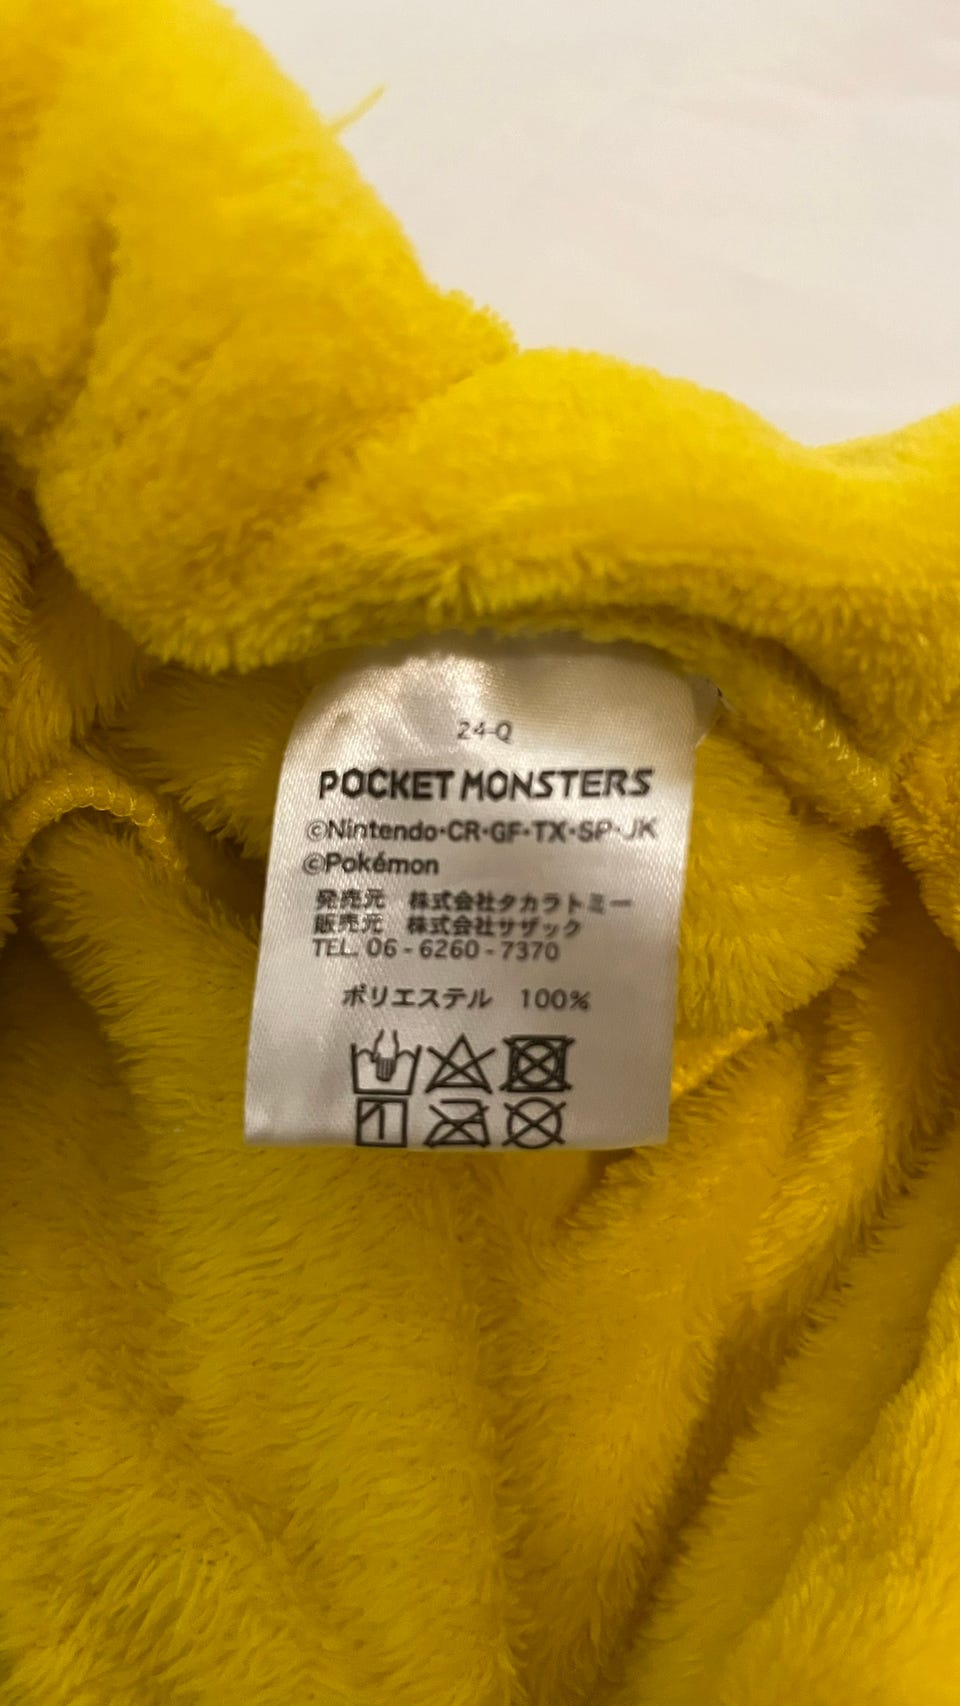 24-Q
POCKET MONSTERS
©Nintendo・CR・GF・TX・SP・JK
©Pokémon
発売元 株式会社タカラトミー
販売元 株式会社サザック
TEL. 06 - 6260 - 7370
ポリエステル 100%